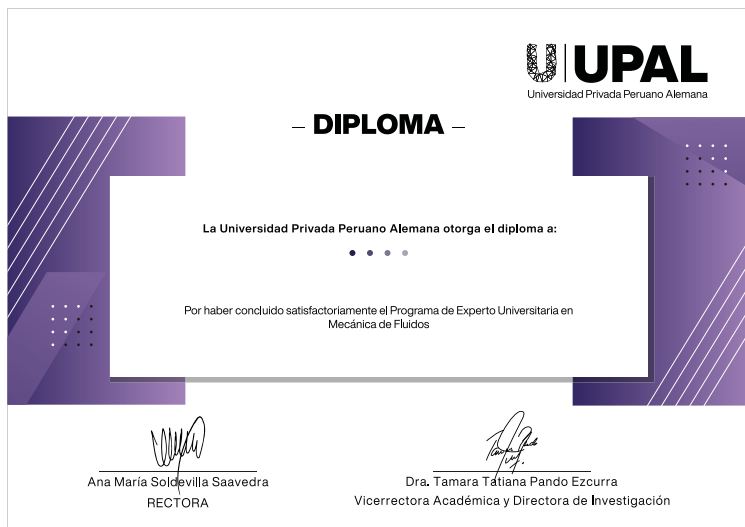 UPAL
Universidad Privada Peruano Alemana
– DIPLOMA –
La Universidad Privada Peruano Alemana otorga el diploma a:
Por haber concluido satisfactoriamente el Programa de Experto Universitaria en
Mecánica de Fluidos
Ana María Soldevilla Saavedra
RECTORA
Dra. Tamara Tatiana Pando Ezcurra
Vicerrectora Académica y Directora de Investigación